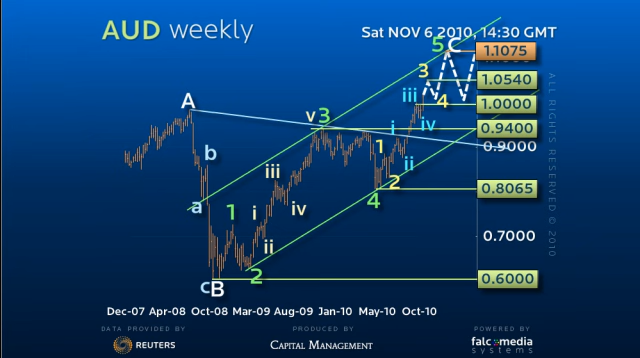 AUD weekly
Sat NOV 6 2010, 14:30 GMT
5 C
1.1075
3
1.0540
A
iii
4
1.0000
v 3
i
iv
0.9400
1
0.9000
b
ii
iii
2
0.8065
a
4
1
i
iv
0.7000
ii
2
c B
0.6000
Dec-07 Apr-08 Oct-08 Mar-09 Aug-09 Jan-10 May-10 Oct-10
DATA PROVIDED BY
PRODUCED BY
POWERED BY
REUTERS
CAPITAL MANAGEMENT
falc media
systems
ALL RIGHTS RESERVED © 2010